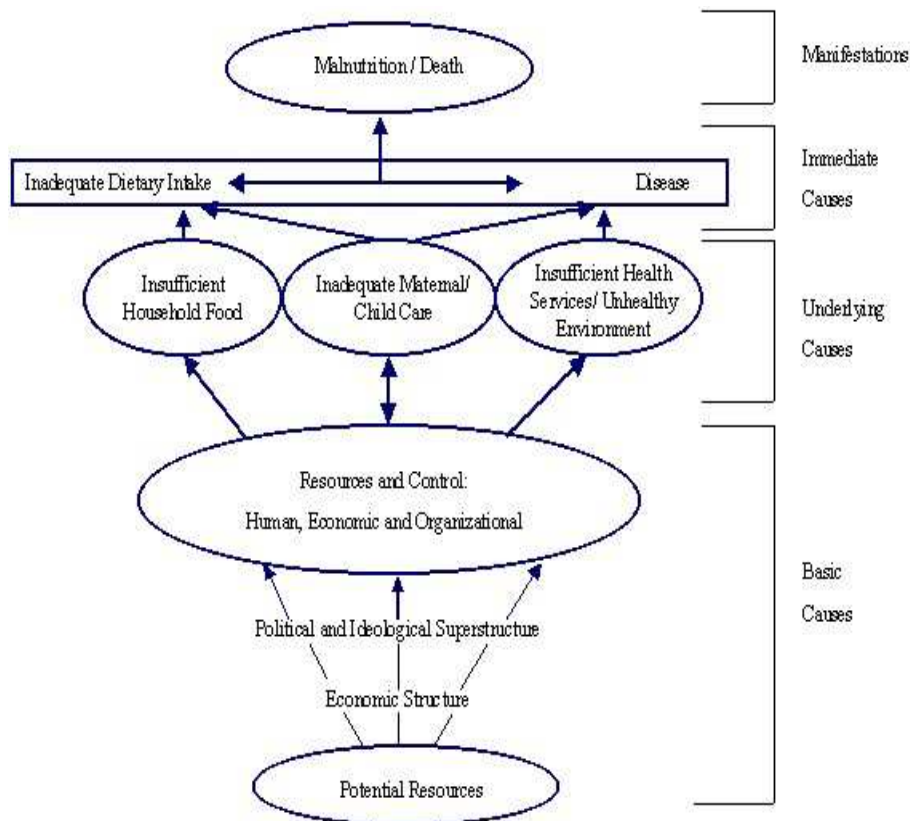 Malnutrition / Death
Manifestations
Inadequate Dietary Intake
Disease
Immediate
Causes
Insufficient
Household Food
Inadequate Maternal/
Child Care
Insufficient Health
Services/ Unhealthy
Environment
Underlying
Causes
Resources and Control:
Human, Economic and Organizational
Political and Ideological Superstructure
Economic Structure
Potential Resources
Basic
Causes